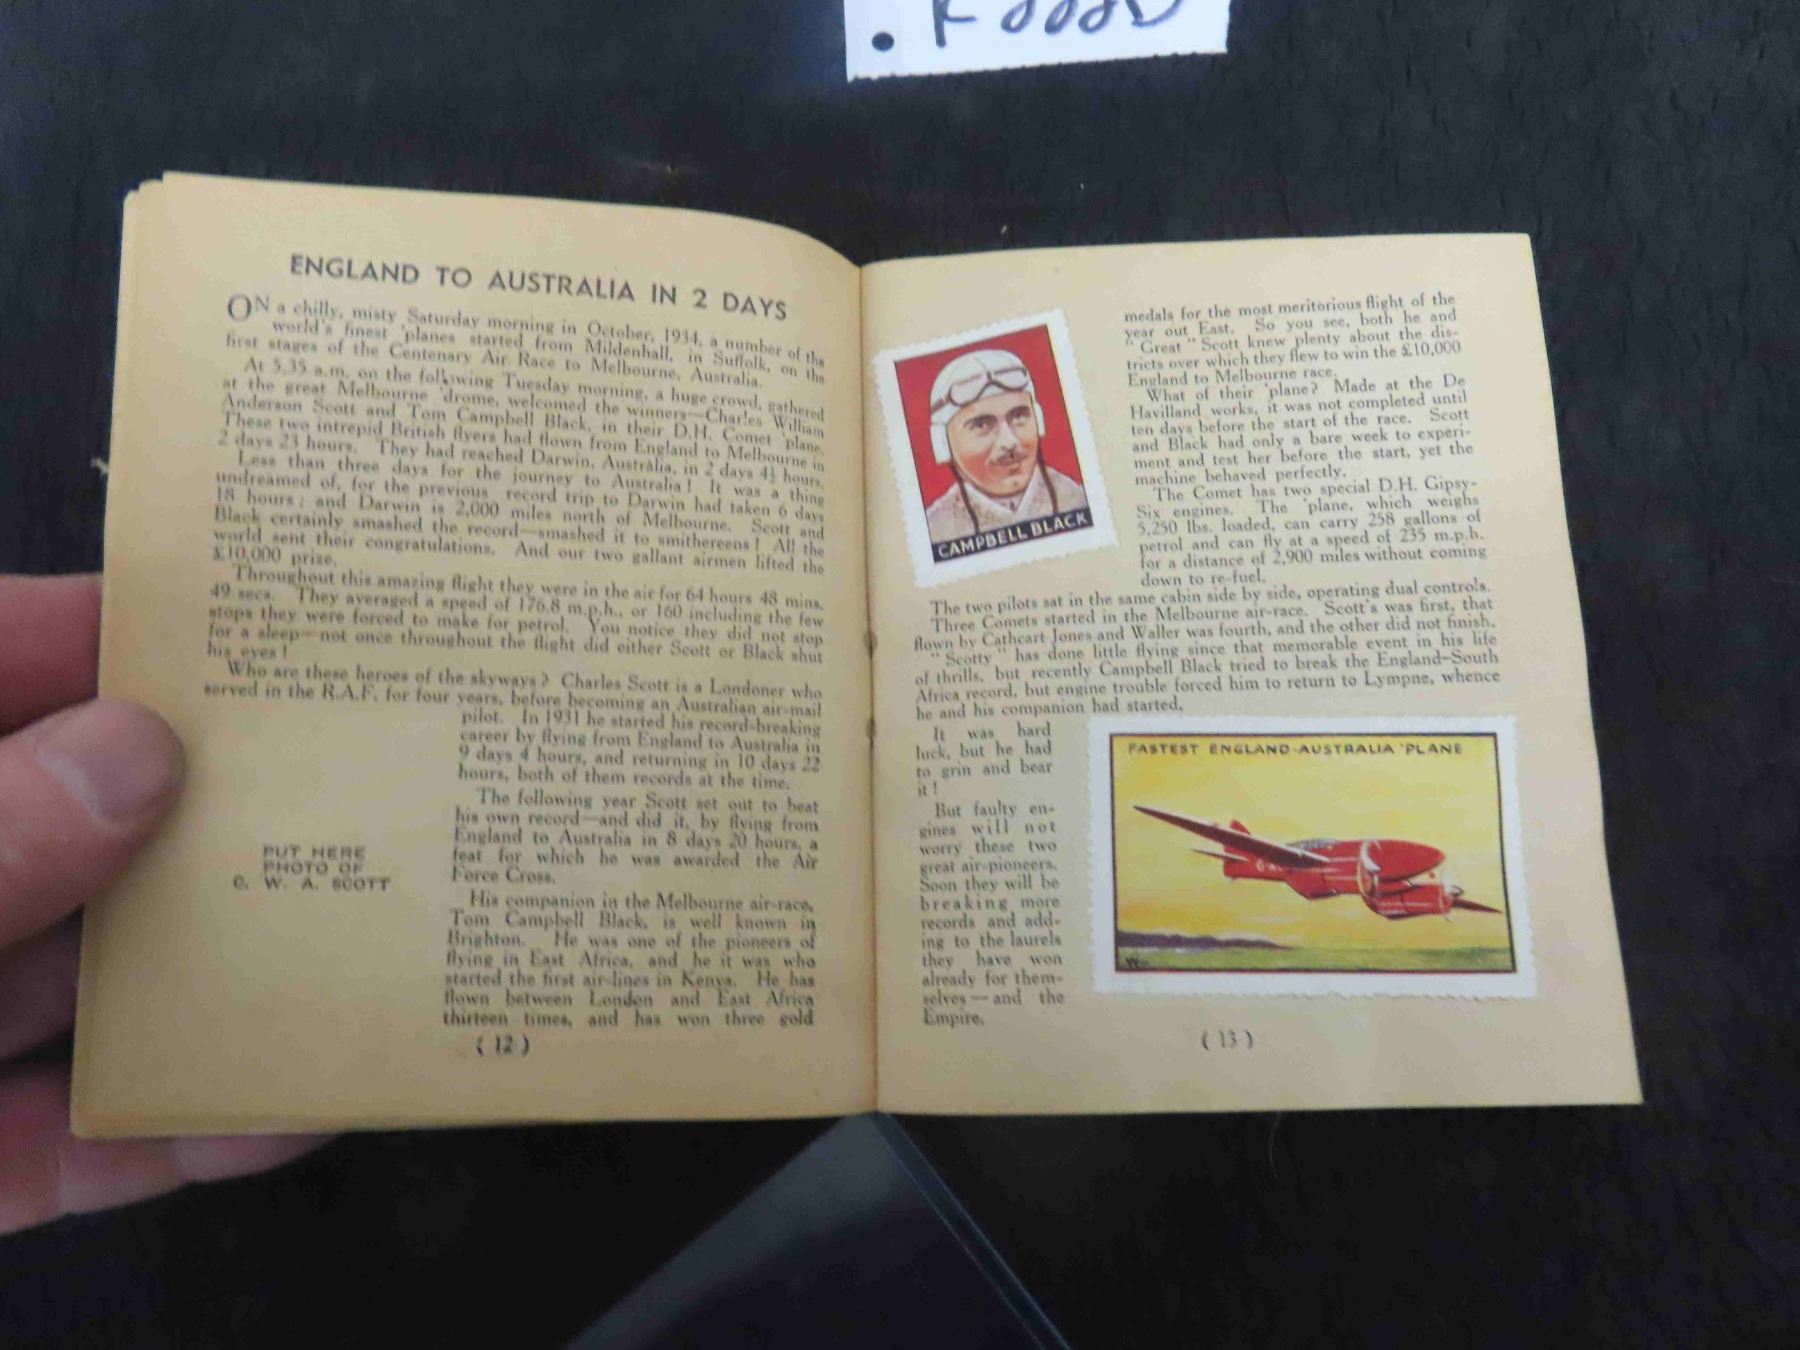 ENGLAND TO AUSTRALIA IN 2 DAYS
ON a chilly, misty Saturday morning in October, 1934, a number of the
world's finest 'planes started from Mildenhall, in Suffolk, on the
first stages of the Centenary Air Race to Melbourne, Australia.
At 5.35 a.m. on the following Tuesday morning, a huge crowd, gathered
at the great Melbourne 'drome, welcomed the winners—Charles William
Anderson Scott and Tom Campbell Black, in their D.H. Comet 'plane.
These two intrepid British flyers had flown from England to Melbourne in
2 days 23 hours. They had reached Darwin, Australia, in 2 days 4½ hours.
Less than three days for the journey to Australia! It was a thing
undreamed of, for the previous record trip to Darwin had taken 6 days
18 hours; and Darwin is 2,000 miles north of Melbourne. Scott and
Black certainly smashed the record—smashed it to smithereens! All the
world sent their congratulations. And our two gallant airmen lifted the
£10,000 prize.
Throughout this amazing flight they were in the air for 64 hours 48 mins.
49 secs. They averaged a speed of 176.8 m.p.h., or 160 including the few
stops they were forced to make for petrol. You notice they did not stop
for a sleep—not once throughout the flight did either Scott or Black shut
his eyes!
Who are these heroes of the skyways? Charles Scott is a Londoner who
served in the R.A.F. for four years, before becoming an Australian air-mail
pilot. In 1931 he started his record-breaking
career by flying from England to Australia in
9 days 4 hours, and returning in 10 days 22
hours, both of them records at the time.
The following year Scott set out to beat
his own record—and did it, by flying from
England to Australia in 8 days 20 hours, a
feat for which he was awarded the Air
Force Cross.
PUT HERE
PHOTO OF
C. W. A. SCOTT
His companion in the Melbourne air-race,
Tom Campbell Black, is well known in
Brighton. He was one of the pioneers of
flying in East Africa, and he it was who
started the first air-lines in Kenya. He has
flown between London and East Africa
thirteen times, and has won three gold
( 12 )
CAMPBELL BLACK
medals for the most meritorious flight of the
year out East. So you see, both he and
"Great" Scott knew plenty about the dis-
tricts over which they flew to win the £10,000
England to Melbourne race.
What of their 'plane? Made at the De
Havilland works, it was not completed until
ten days before the start of the race. Scott
and Black had only a bare week to experi-
ment and test her before the start, yet the
machine behaved perfectly.
The Comet has two special D.H. Gipsy-
Six engines. The 'plane, which weighs
5,250 lbs. loaded, can carry 258 gallons of
petrol and can fly at a speed of 235 m.p.h.
for a distance of 2,900 miles without coming
down to re-fuel.
The two pilots sat in the same cabin side by side, operating dual controls.
Three Comets started in the Melbourne air-race. Scott's was first, that
flown by Cathcart Jones and Waller was fourth, and the other did not finish.
"Scotty" has done little flying since that memorable event in his life
of thrills, but recently Campbell Black tried to break the England–South
Africa record, but engine trouble forced him to return to Lympne, whence
he and his companion had started.
It was hard
luck, but he had
to grin and bear
it!
But faulty en-
gines will not
worry these two
great air-pioneers.
Soon they will be
breaking more
records and add-
ing to the laurels
they have won
already for them-
selves—and the
Empire.
FASTEST ENGLAND-AUSTRALIA 'PLANE
G-A
( 13 )